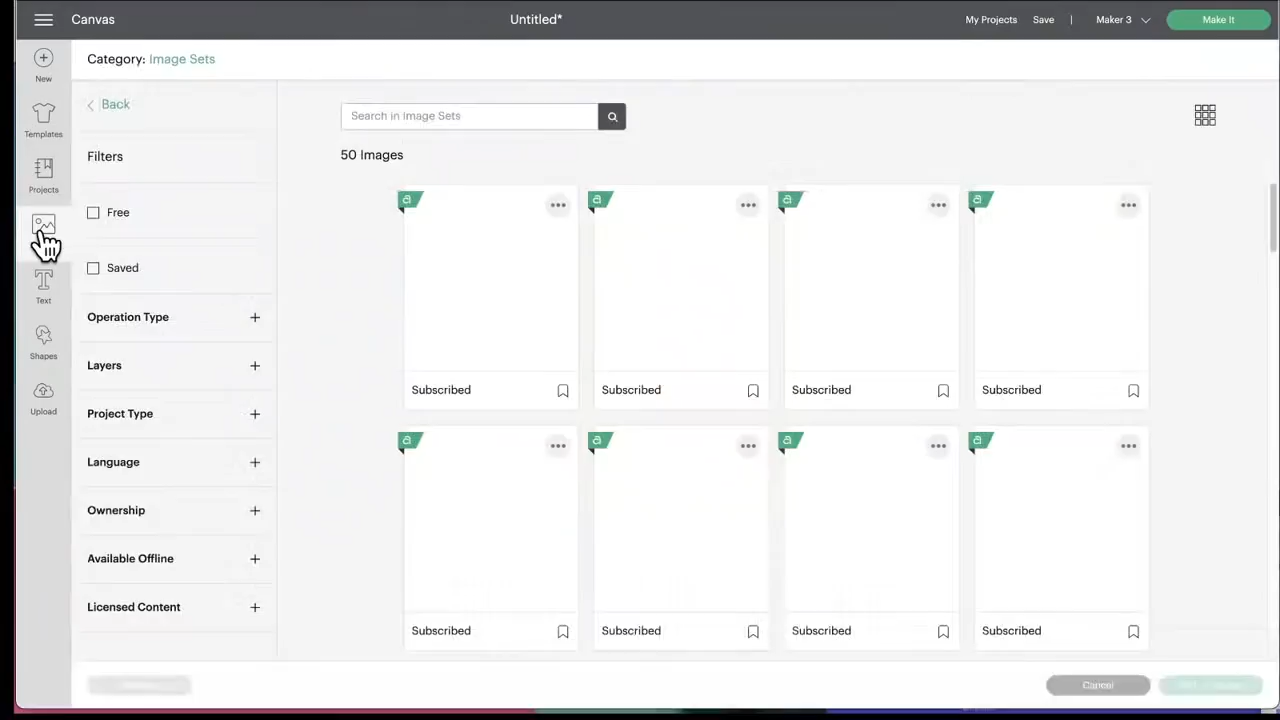 Canvas
Untitled*
My Projects Save | Maker 3 Make It
New
Templates
Projects
Text
Shapes
Upload
Category: Image Sets
Back
Filters
Free
Saved
Operation Type
Layers
Project Type
Language
Ownership
Available Offline
Licensed Content
Search in Image Sets
50 Images
a a a a
Subscribed Subscribed Subscribed Subscribed
a a a a
Subscribed Subscribed Subscribed Subscribed
Cancel